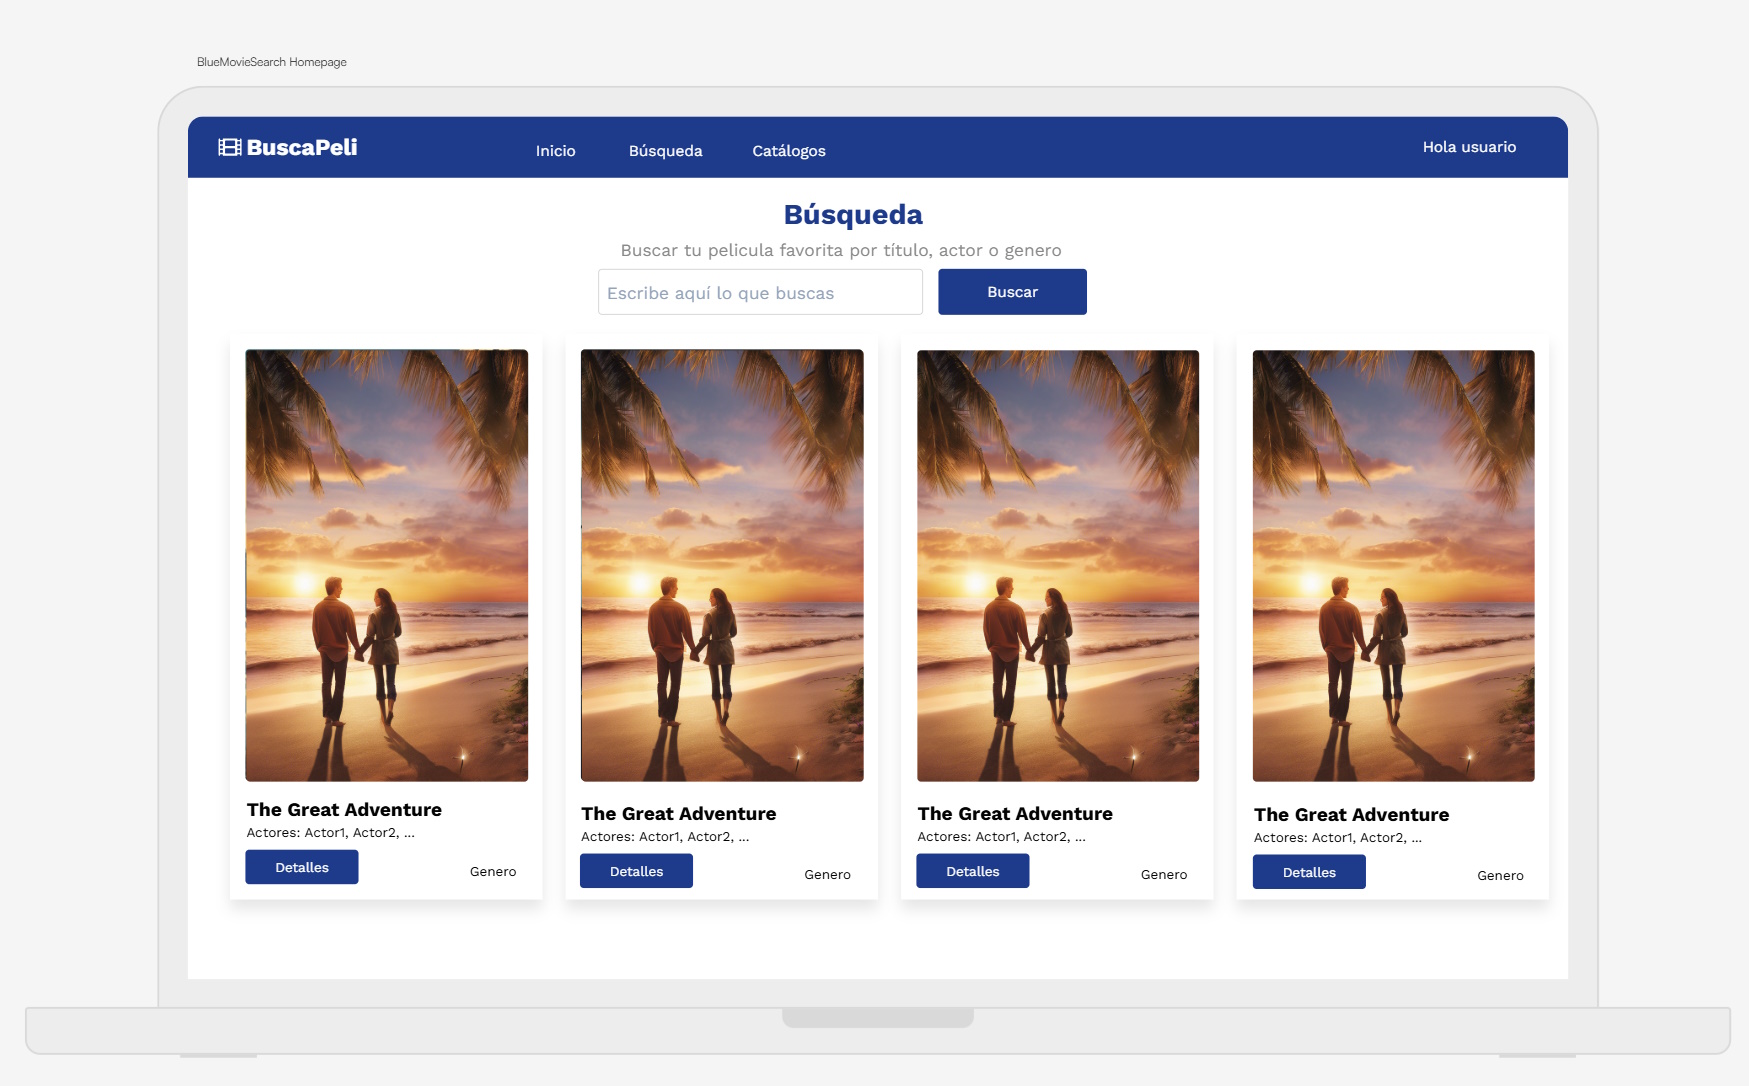 BlueMovieSearch Homepage
BuscaPeli
Inicio
Búsqueda
Catálogos
Hola usuario
Búsqueda
Buscar tu pelicula favorita por título, actor o genero
Escribe aquí lo que buscas
Buscar
The Great Adventure
Actores: Actor1, Actor2, ...
Detalles
Genero
The Great Adventure
Actores: Actor1, Actor2, ...
Detalles
Genero
The Great Adventure
Actores: Actor1, Actor2, ...
Detalles
Genero
The Great Adventure
Actores: Actor1, Actor2, ...
Detalles
Genero